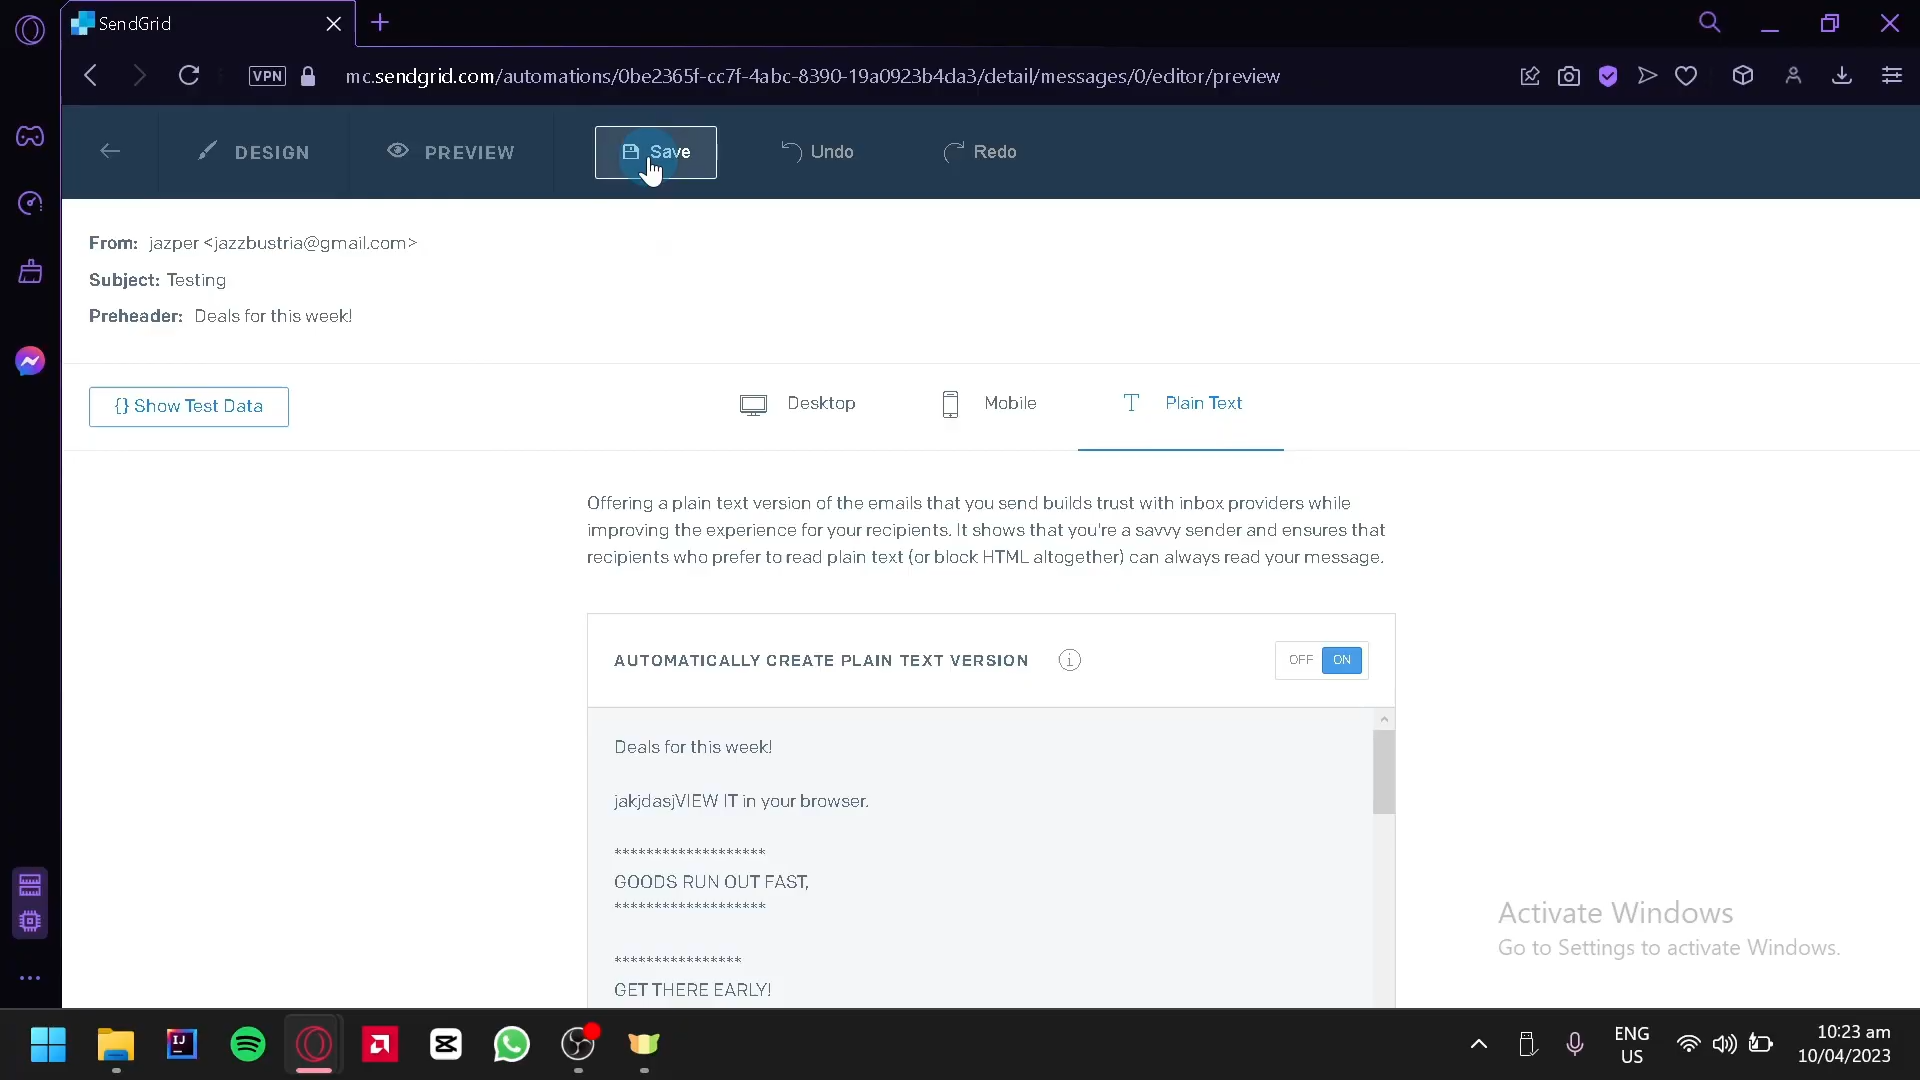 SendGrid
VPN
mc.sendgrid.com/automations/0be2365f-cc7f-4abc-8390-19a0923b4da3/detail/messages/0/editor/preview
DESIGN
PREVIEW
Save
Undo
Redo
From: jazper <jazzbustria@gmail.com>
Subject: Testing
Preheader: Deals for this week!
{} Show Test Data
Desktop
Mobile
Plain Text
Offering a plain text version of the emails that you send builds trust with inbox providers while
improving the experience for your recipients. It shows that you're a savvy sender and ensures that
recipients who prefer to read plain text (or block HTML altogether) can always read your message.
AUTOMATICALLY CREATE PLAIN TEXT VERSION
OFF ON
Deals for this week!
jakjdasjVIEW IT in your browser.
*******************
GOODS RUN OUT FAST,
*******************
****************
GET THERE EARLY!
Activate Windows
Go to Settings to activate Windows.
IJ
ENG
US
10:23 am
10/04/2023